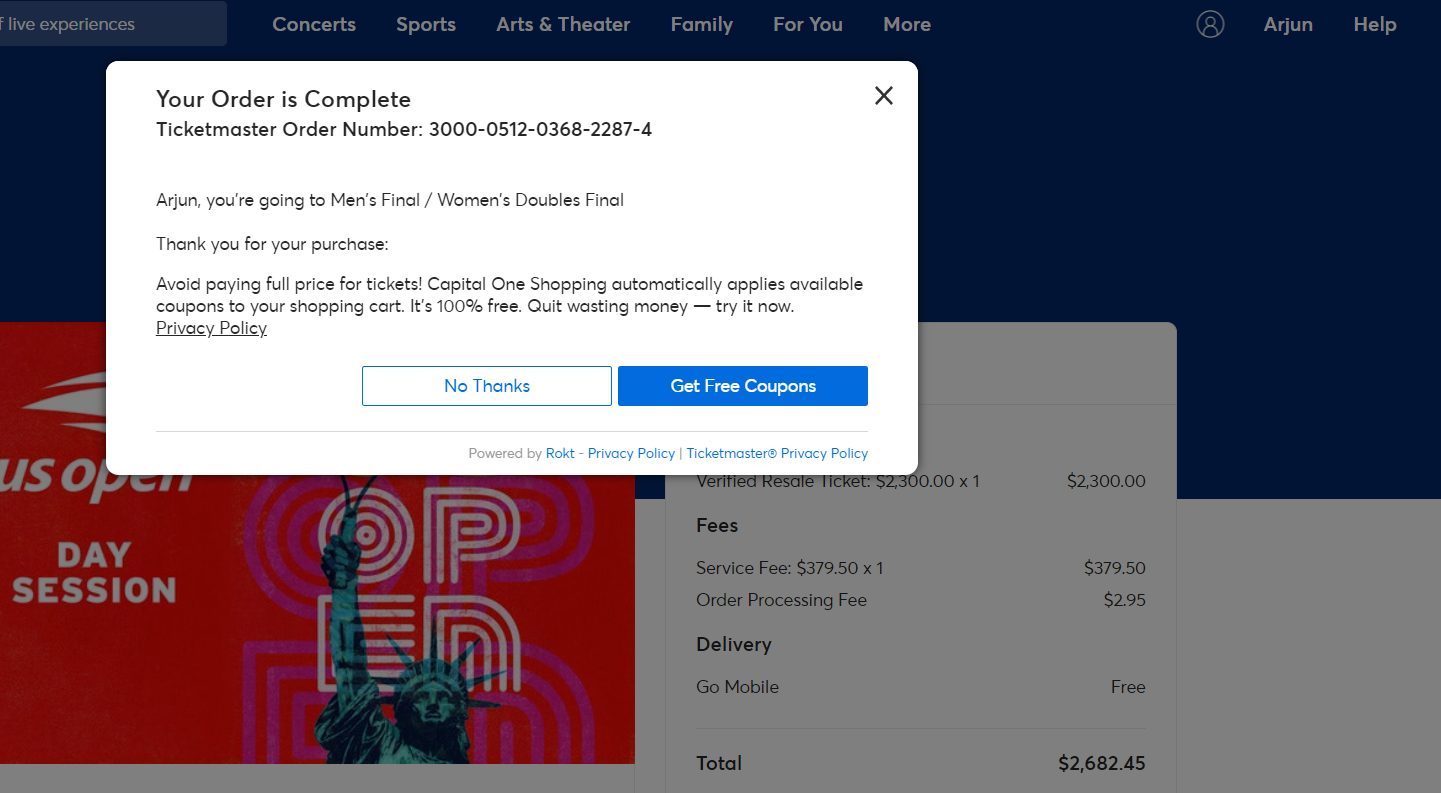 f live experiences
Concerts
Sports
Arts & Theater
Family
For You
More
Arjun
Help
Your Order is Complete
Ticketmaster Order Number: 3000-0512-0368-2287-4
Arjun, you're going to Men's Final / Women's Doubles Final
Thank you for your purchase:
Avoid paying full price for tickets! Capital One Shopping automatically applies available
coupons to your shopping cart. It's 100% free. Quit wasting money — try it now.
Privacy Policy
No Thanks
Get Free Coupons
Powered by Rokt - Privacy Policy | Ticketmaster® Privacy Policy
us open
DAY
SESSION
OP
EN
Verified Resale Ticket: $2,300.00 x 1 $2,300.00
Fees
Service Fee: $379.50 x 1 $379.50
Order Processing Fee $2.95
Delivery
Go Mobile Free
Total $2,682.45